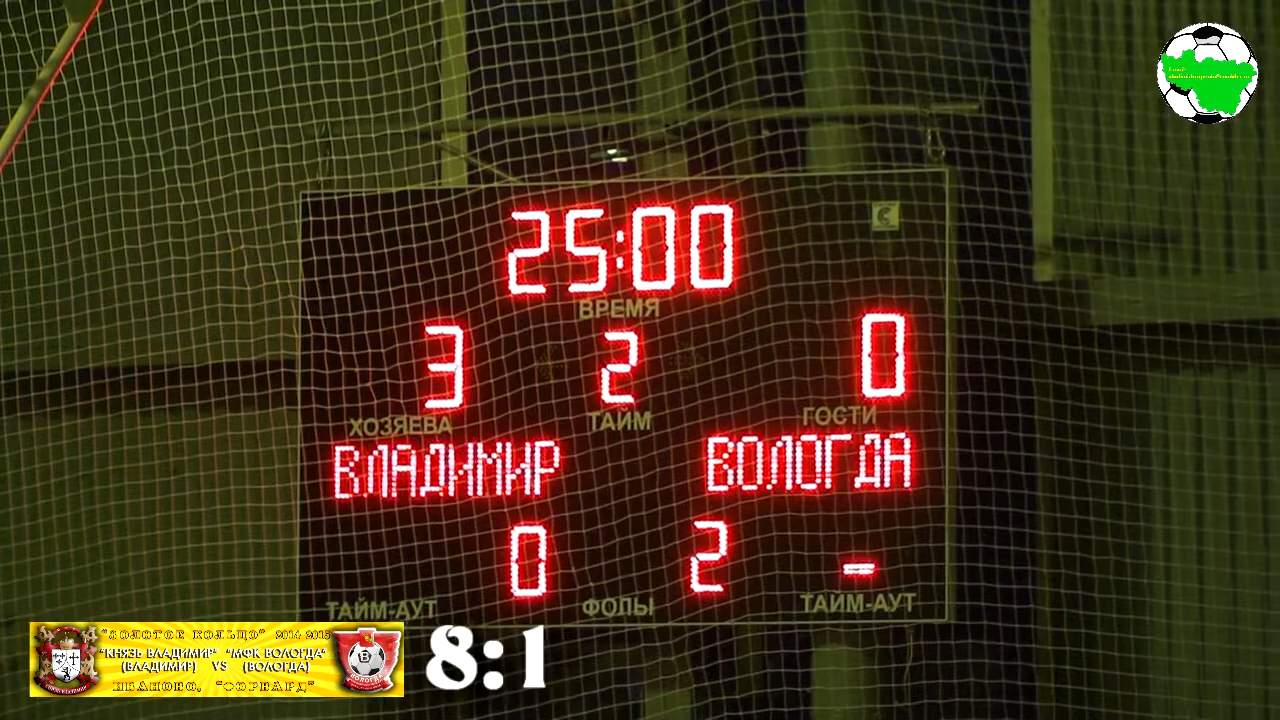 25:00
ВРЕМЯ
3 2 0
ХОЗЯЕВА ТАЙМ ГОСТИ
ВЛАДИМИР ВОЛОГДА
0 2 -
ТАЙМ-АУТ ФОЛЫ ТАЙМ-АУТ
"ЗОЛОТОЕ КОЛЬЦО" 2014-2015
"КНЯЗЬ ВЛАДИМИР" "МФК ВОЛОГДА"
(ВЛАДИМИР) VS (ВОЛОГДА)
ИВАНОВО, "ФОРВАРД"
8:1
ВОЛОГДА